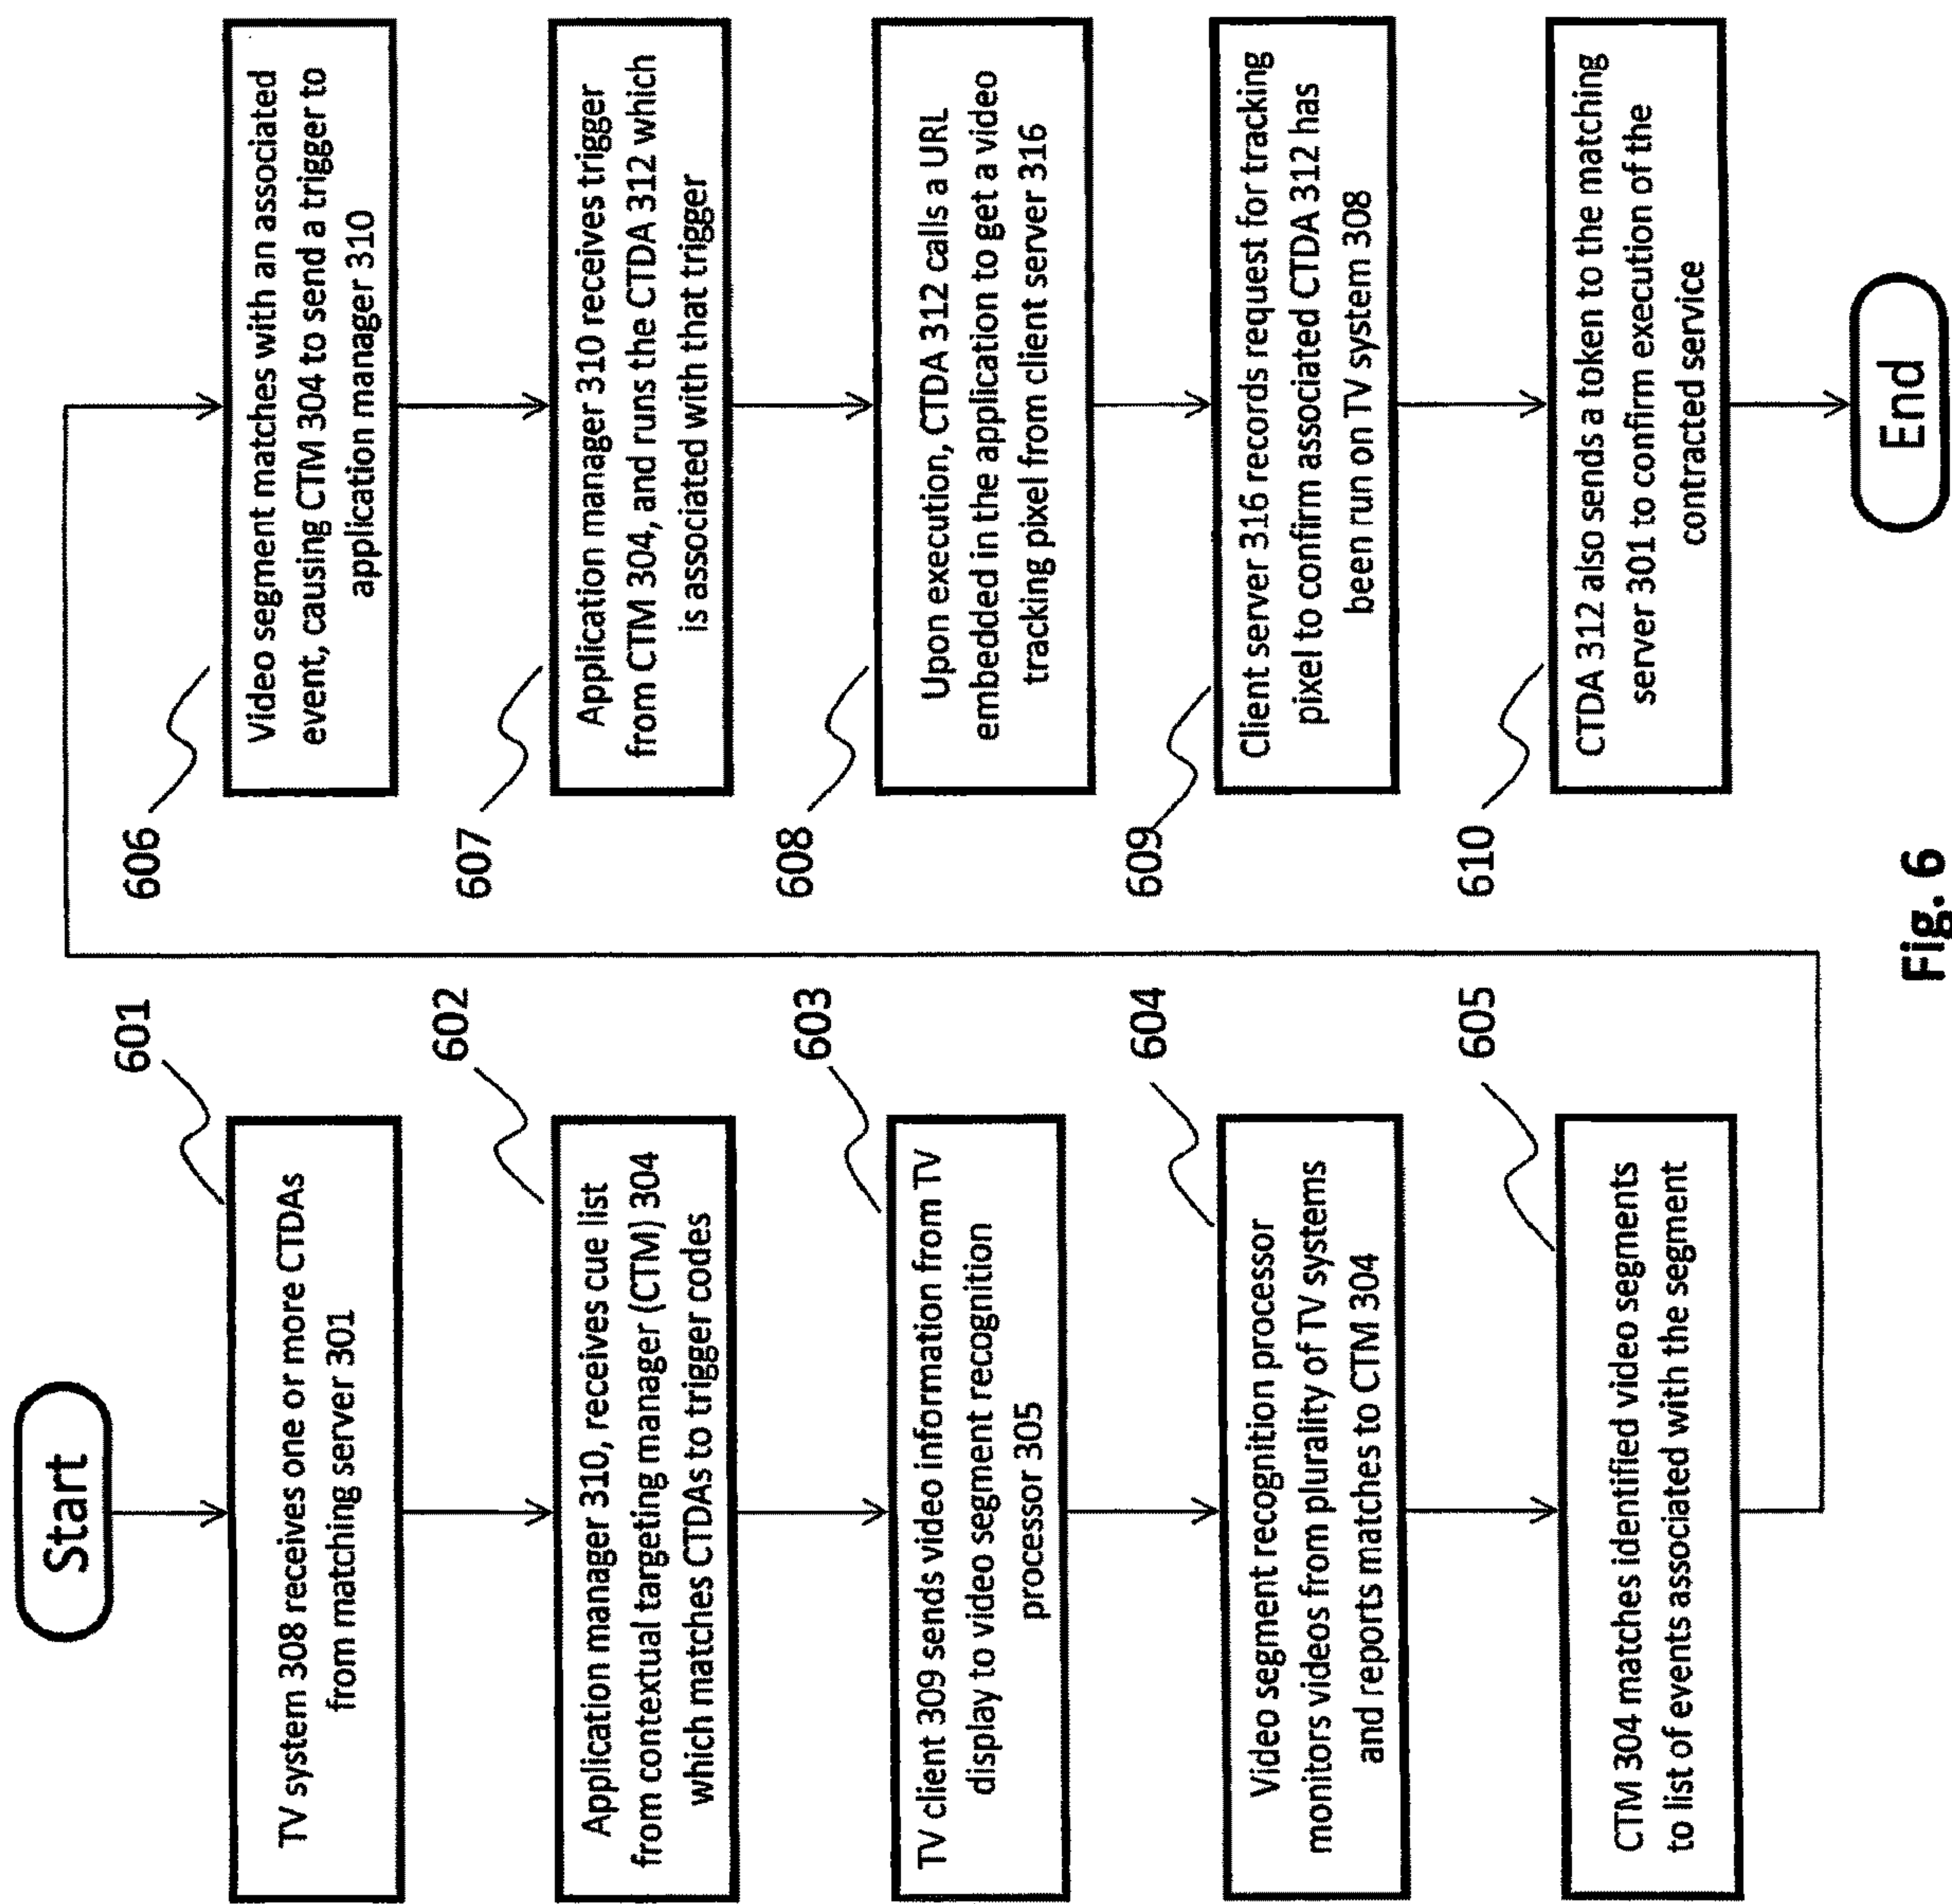 Start
601
TV system 308 receives one or more CTDAs
from matching server 301
602
Application manager 310, receives cue list
from contextual targeting manager (CTM) 304
which matches CTDAs to trigger codes
603
TV client 309 sends video information from TV
display to video segment recognition
processor 305
604
Video segment recognition processor
monitors videos from plurality of TV systems
and reports matches to CTM 304
605
CTM 304 matches identified video segments
to list of events associated with the segment
606
Video segment matches with an associated
event, causing CTM 304 to send a trigger to
application manager 310
607
Application manager 310 receives trigger
from CTM 304, and runs the CTDA 312 which
is associated with that trigger
608
Upon execution, CTDA 312 calls a URL
embedded in the application to get a video
tracking pixel from client server 316
609
Client server 316 records request for tracking
pixel to confirm associated CTDA 312 has
been run on TV system 308
610
CTDA 312 also sends a token to the matching
server 301 to confirm execution of the
contracted service
End
Fig. 6